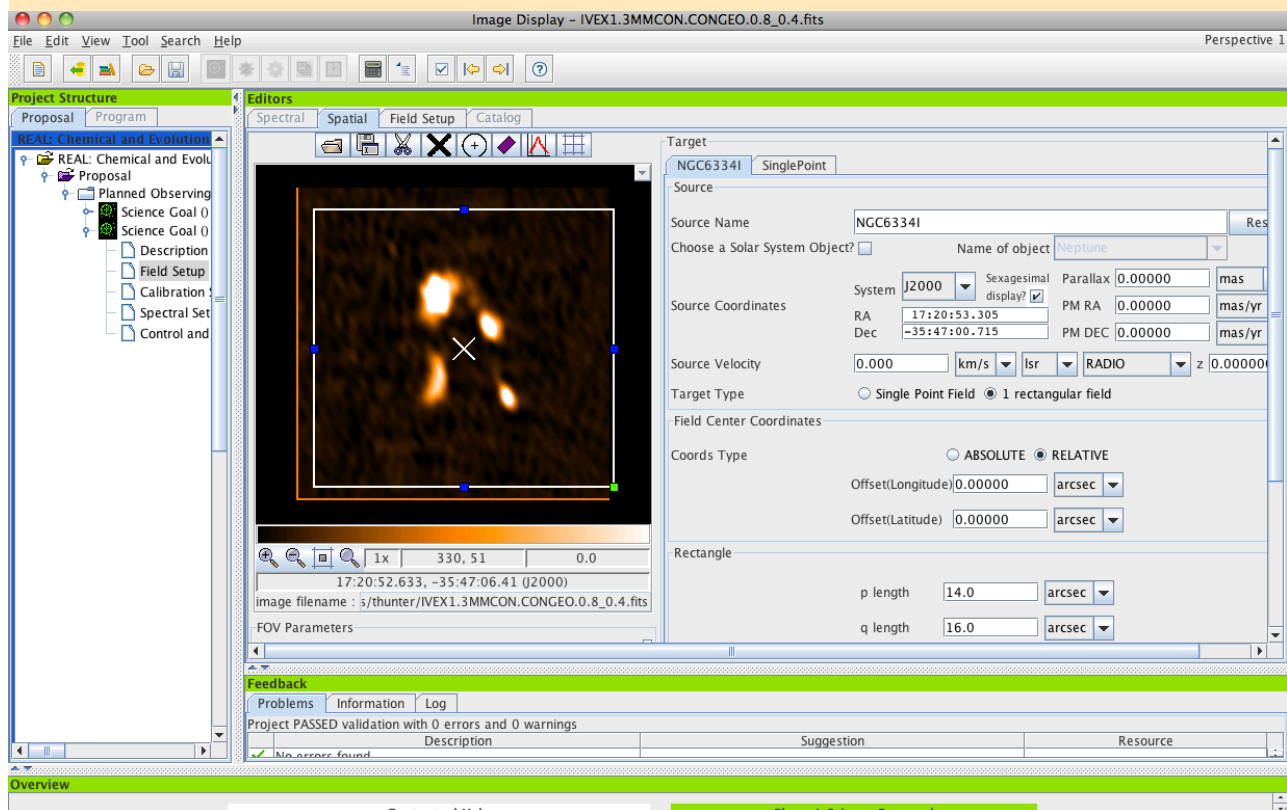 Image Display – IVEX1.3MMCON.CONGEO.0.8_0.4.fits
File Edit View Tool Search Help
Perspective 1
Project Structure
Proposal Program
REAL: Chemical and Evolution
REAL: Chemical and Evolu
Proposal
Planned Observing
Science Goal ()
Science Goal ()
Description
Field Setup
Calibration S
Spectral Set
Control and
Editors
Spectral Spatial Field Setup Catalog
1x 330, 51 0.0
17:20:52.633, -35:47:06.41 (J2000)
image filename : s/thunter/IVEX1.3MMCON.CONGEO.0.8_0.4.fits
FOV Parameters
Target
NGC6334I SinglePoint
Source
Source Name NGC6334I Res
Choose a Solar System Object? Name of object Neptune
Source Coordinates
System J2000 Sexagesimal display? Parallax 0.00000 mas
RA 17:20:53.305 PM RA 0.00000 mas/yr
Dec -35:47:00.715 PM DEC 0.00000 mas/yr
Source Velocity 0.000 km/s lsr RADIO z 0.000000
Target Type Single Point Field 1 rectangular field
Field Center Coordinates
Coords Type ABSOLUTE RELATIVE
Offset(Longitude) 0.00000 arcsec
Offset(Latitude) 0.00000 arcsec
Rectangle
p length 14.0 arcsec
q length 16.0 arcsec
Feedback
Problems Information Log
Project PASSED validation with 0 errors and 0 warnings
Description Suggestion Resource
No errors found
Overview